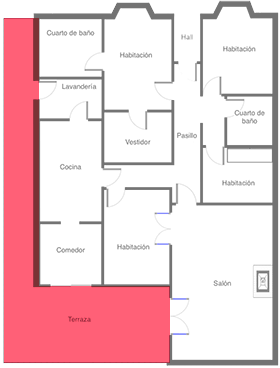 Cuarto de baño
Habitación
Hall
Habitación
Lavandería
Cuarto de
baño
Vestidor
Pasillo
Cocina
Habitación
Comedor
Habitación
Salón
Terraza